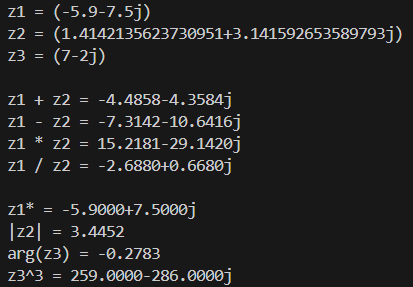 z1 = (-5.9-7.5j)
z2 = (1.4142135623730951+3.141592653589793j)
z3 = (7-2j)
z1 + z2 = -4.4858-4.3584j
z1 - z2 = -7.3142-10.6416j
z1 * z2 = 15.2181-29.1420j
z1 / z2 = -2.6880+0.6680j
z1* = -5.9000+7.5000j
|z2| = 3.4452
arg(z3) = -0.2783
z3^3 = 259.0000-286.0000j